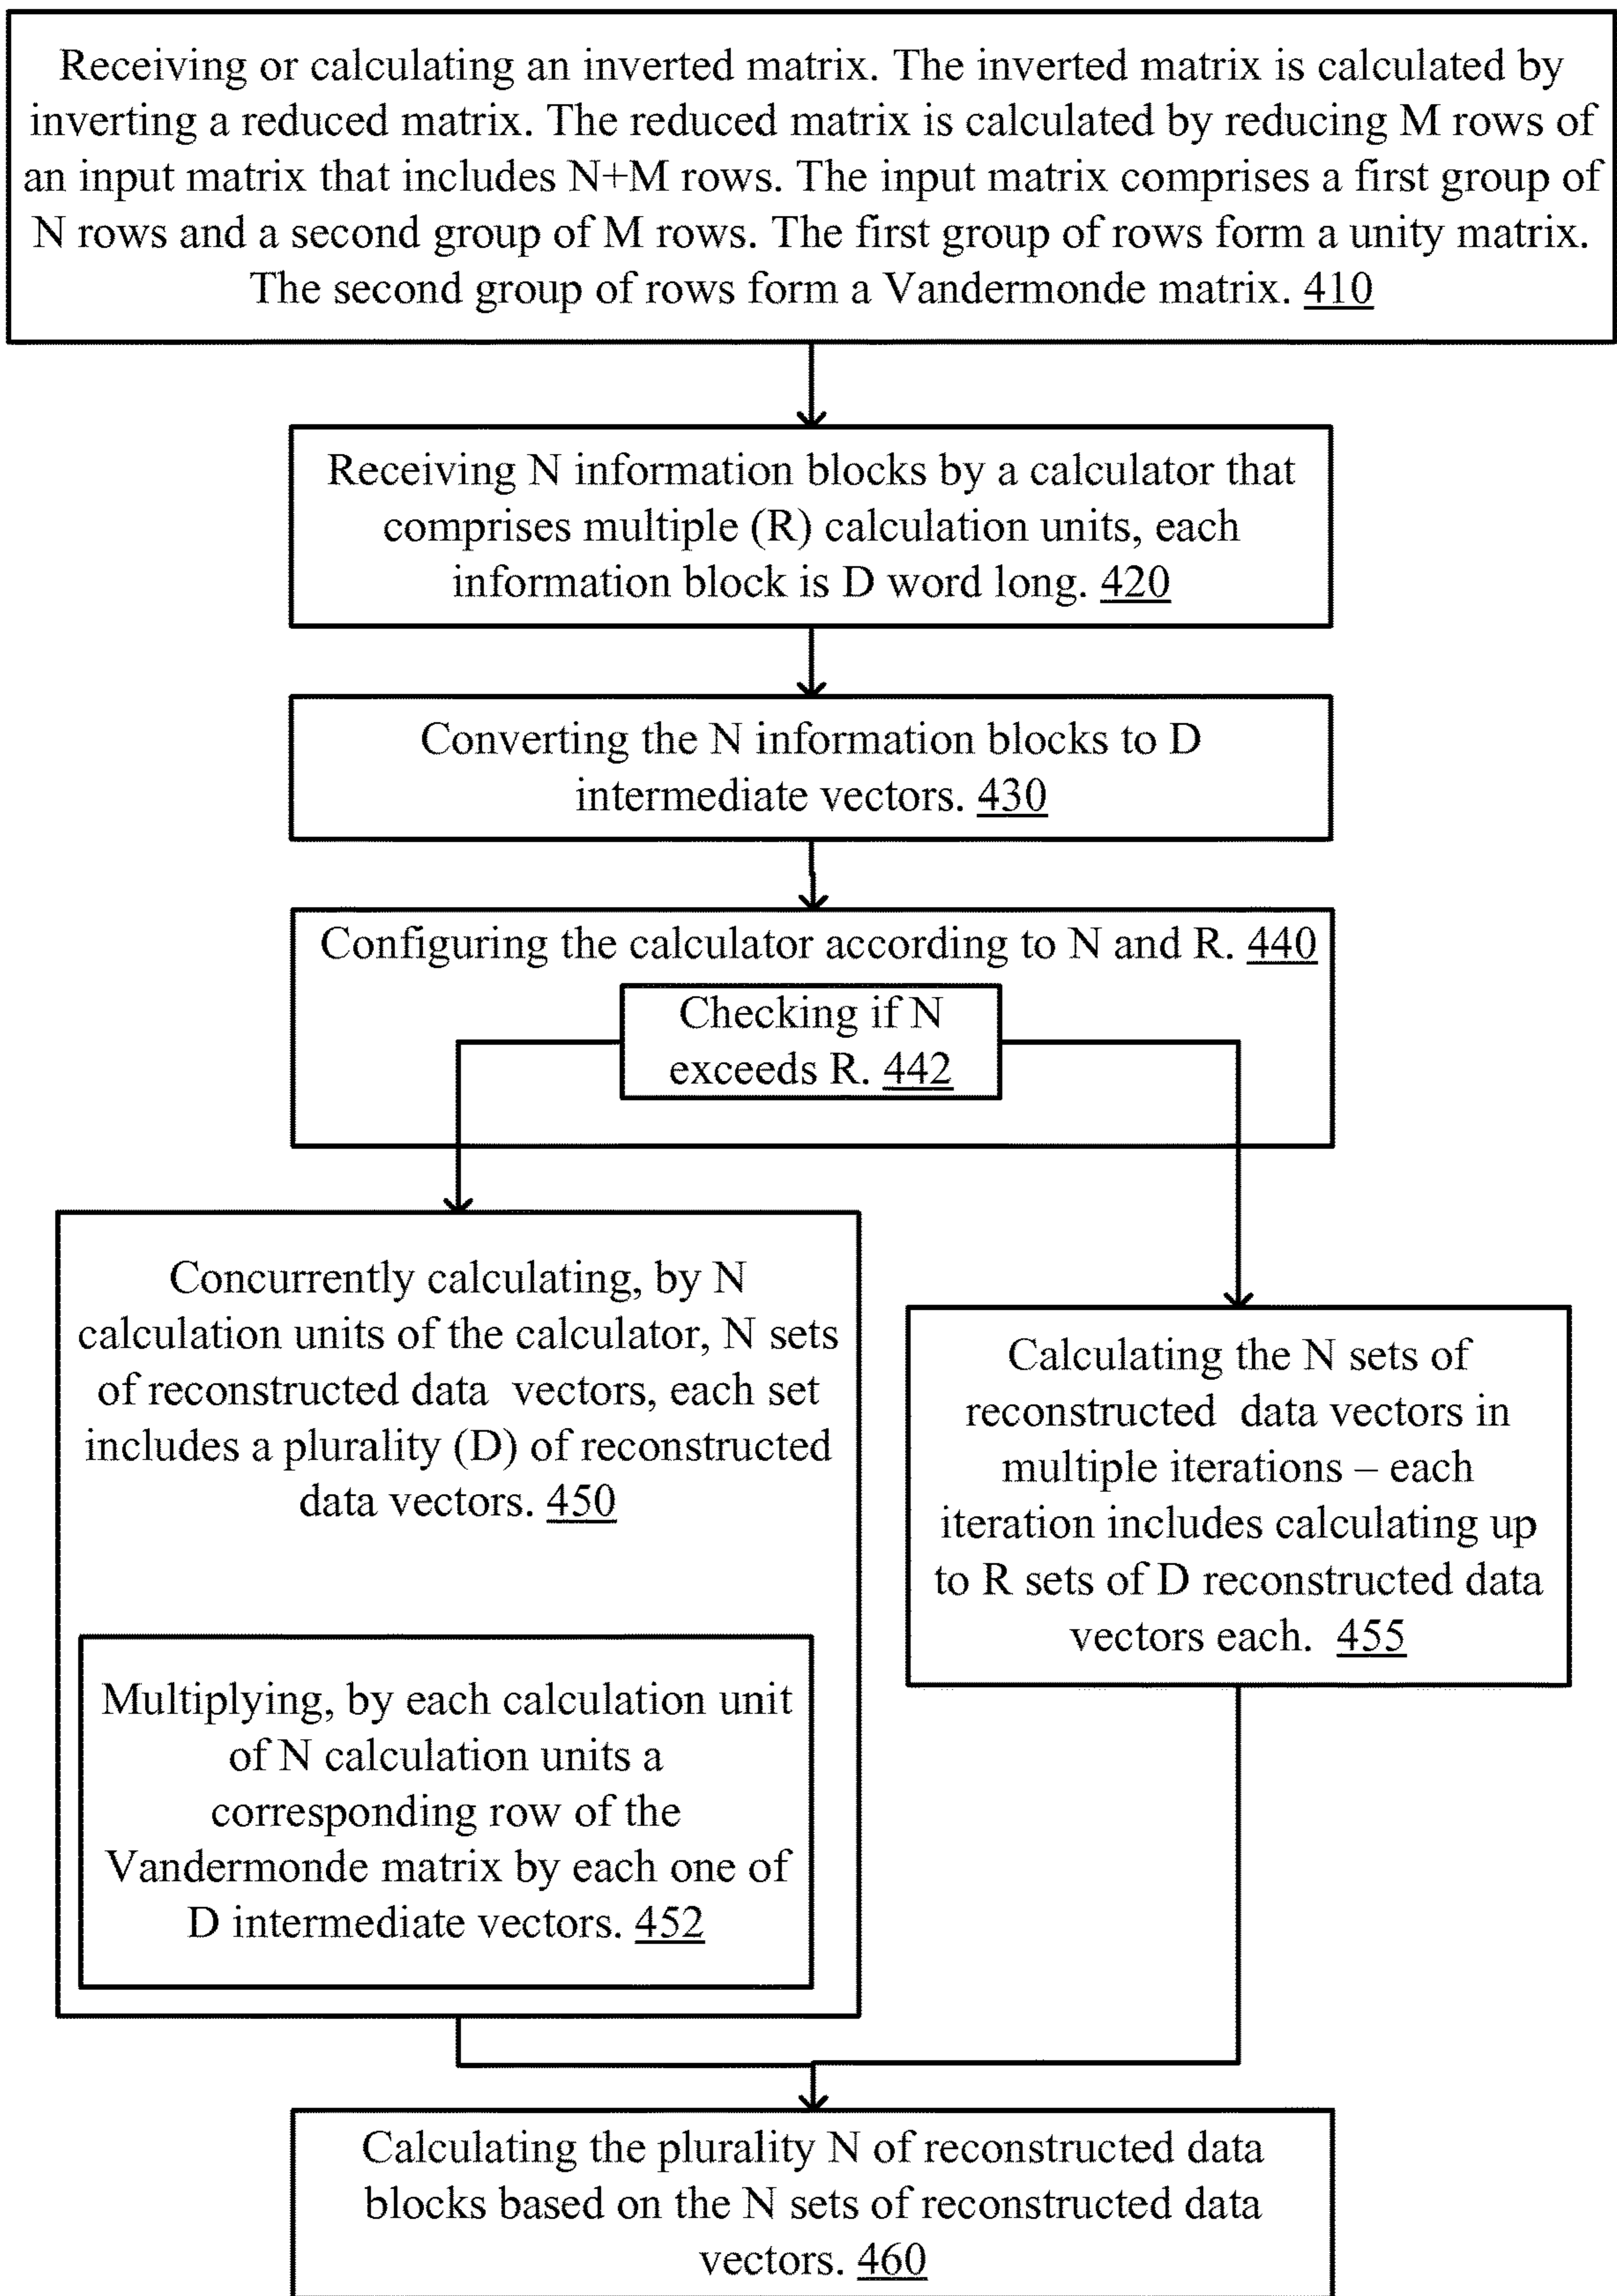 Receiving or calculating an inverted matrix. The inverted matrix is calculated by
inverting a reduced matrix. The reduced matrix is calculated by reducing M rows of
an input matrix that includes N+M rows. The input matrix comprises a first group of
N rows and a second group of M rows. The first group of rows form a unity matrix.
The second group of rows form a Vandermonde matrix. 410
Receiving N information blocks by a calculator that
comprises multiple (R) calculation units, each
information block is D word long. 420
Converting the N information blocks to D
intermediate vectors. 430
Configuring the calculator according to N and R. 440
Checking if N
exceeds R. 442
Concurrently calculating, by N
calculation units of the calculator, N sets
of reconstructed data vectors, each set
includes a plurality (D) of reconstructed
data vectors. 450
Multiplying, by each calculation unit
of N calculation units a
corresponding row of the
Vandermonde matrix by each one of
D intermediate vectors. 452
Calculating the N sets of
reconstructed data vectors in
multiple iterations – each
iteration includes calculating up
to R sets of D reconstructed data
vectors each. 455
Calculating the plurality N of reconstructed data
blocks based on the N sets of reconstructed data
vectors. 460